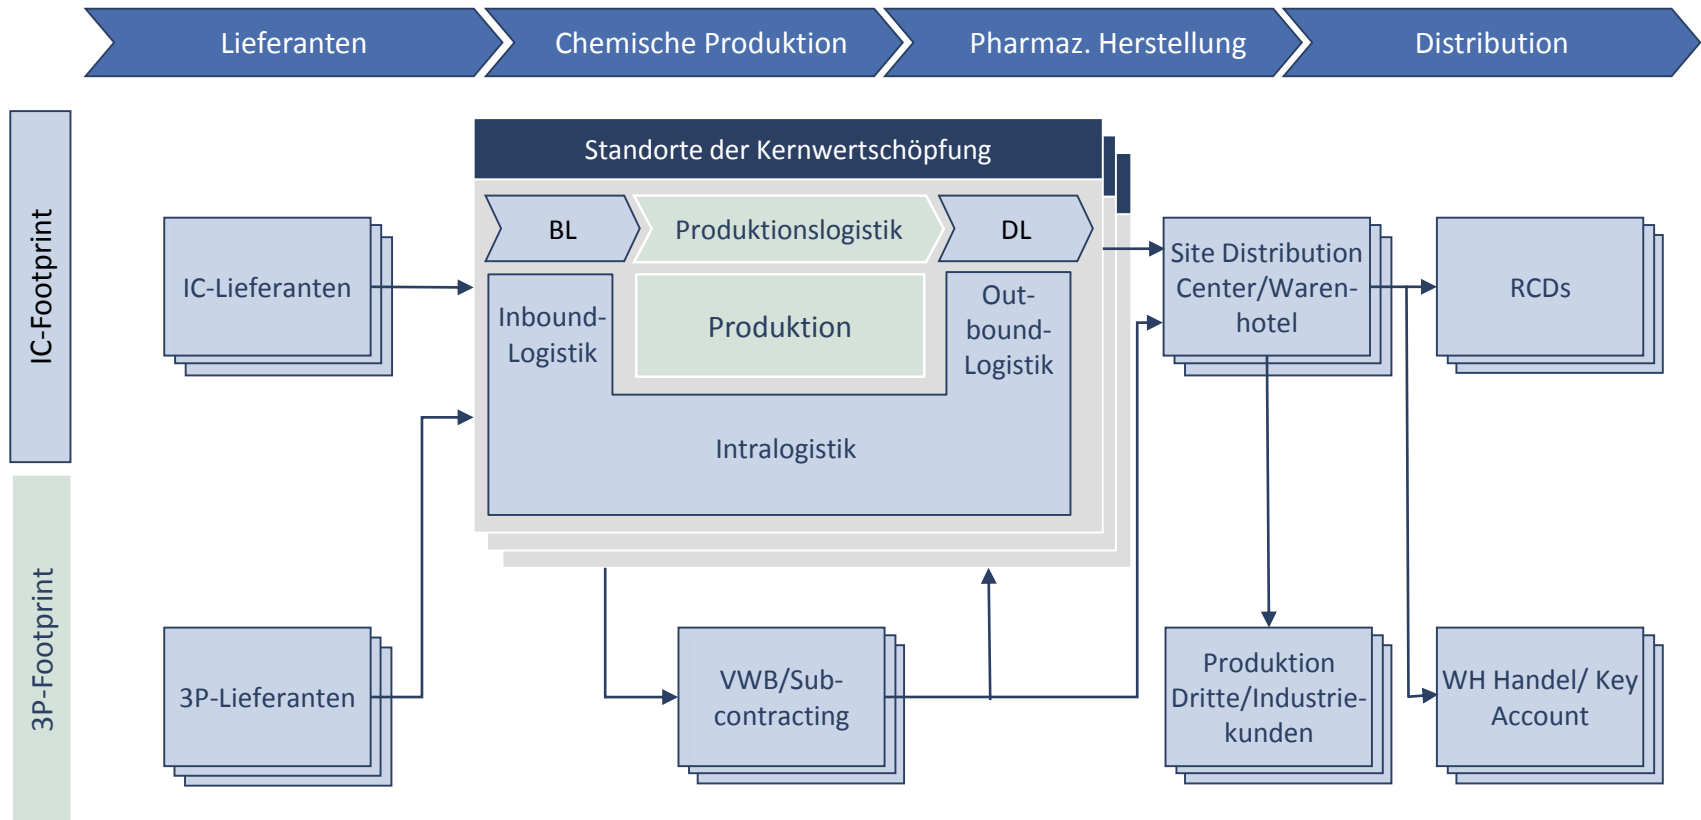 Lieferanten
Chemische Produktion
Pharmaz. Herstellung
Distribution
IC-Footprint
Standorte der Kernwertschöpfung
BL
Produktionslogistik
DL
IC-Lieferanten
Inbound-
Logistik
Produktion
Out-
bound-
Logistik
Intralogistik
Site Distribution
Center/Waren-
hotel
RCDs
3P-Footprint
3P-Lieferanten
VWB/Sub-
contracting
Produktion
Dritte/Industrie-
kunden
WH Handel/ Key
Account